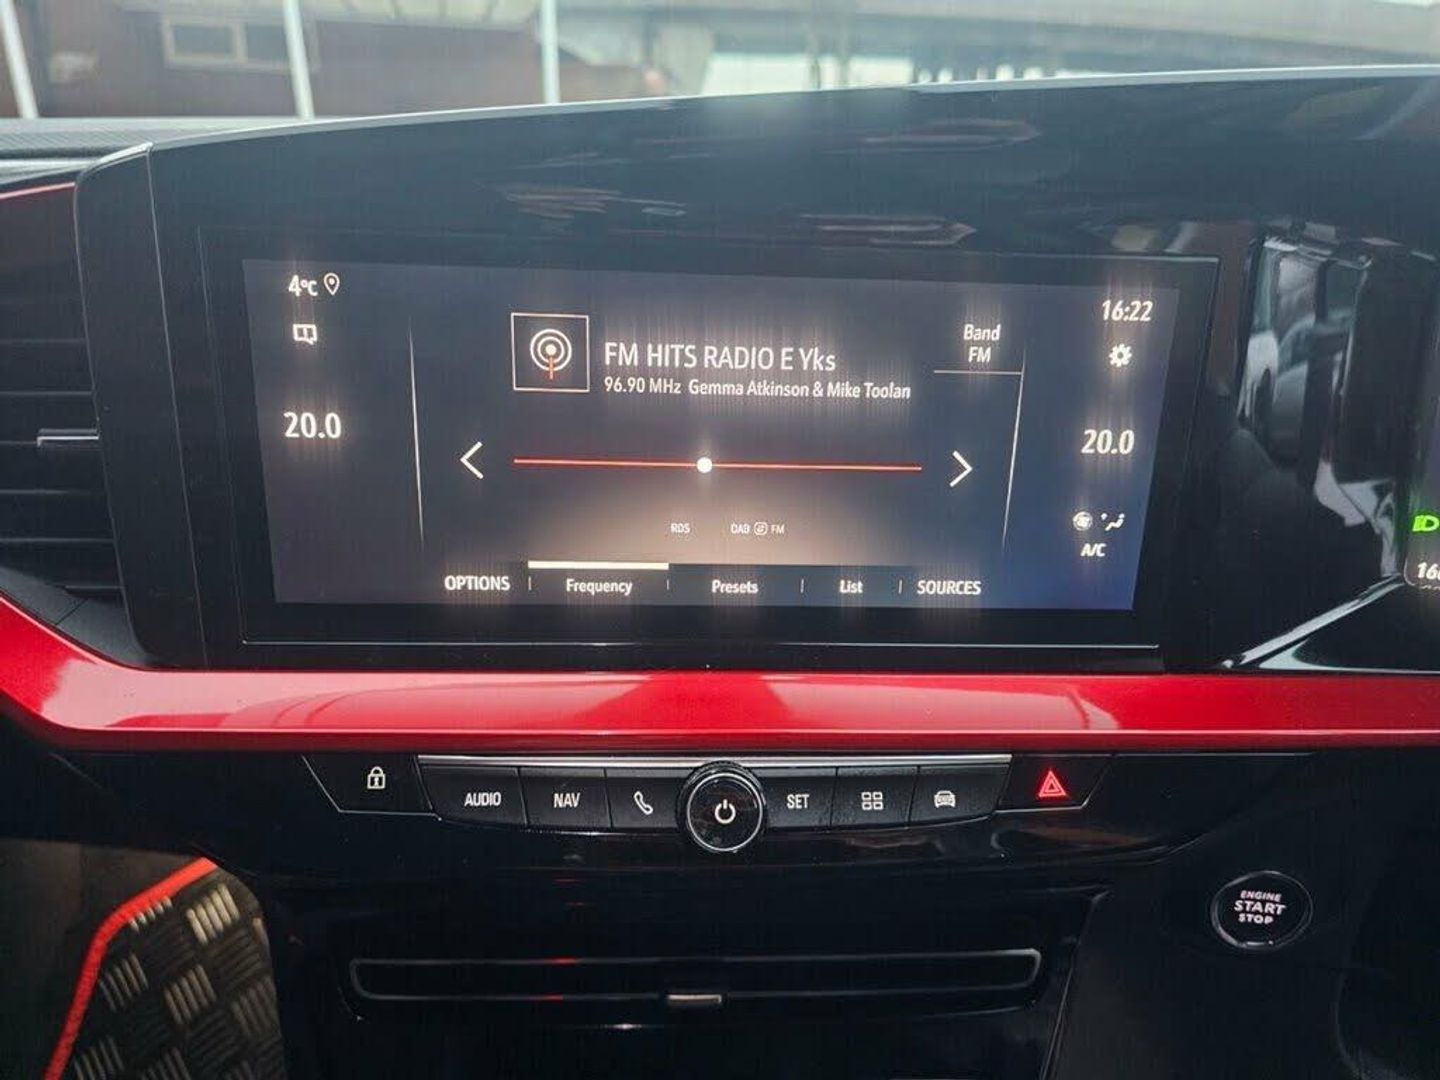 4°C
16:22
Band
FM
FM HITS RADIO E Yks
96.90 MHz Gemma Atkinson & Mike Toolan
20.0
20.0
RDS
DAB FM
A/C
OPTIONS
Frequency
Presets
List
SOURCES
AUDIO
NAV
SET
ENGINE
START
STOP